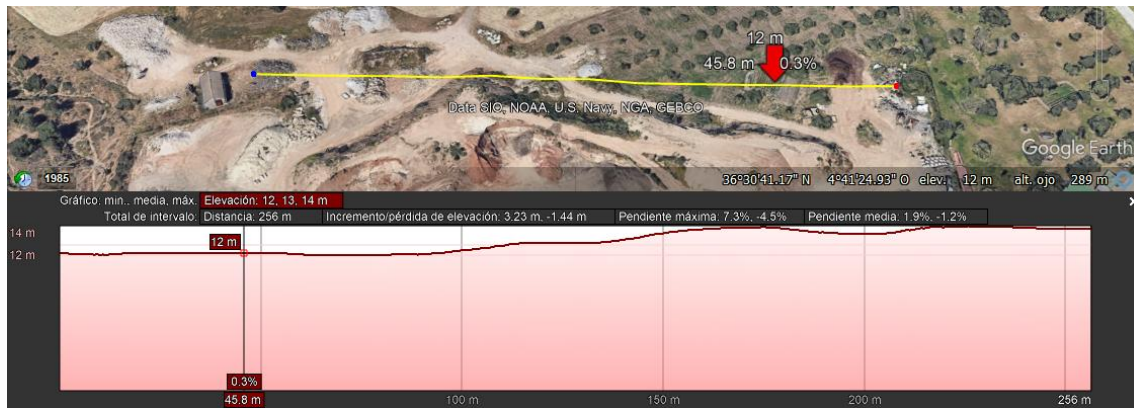 12 m
45.8 m 0.3%
Data SIO, NOAA, U.S. Navy, NGA, GEBCO
Google Earth
1985
36°30'41.17" N 4°41'24.93" O elev. 12 m alt. ojo 289 m
Gráfico: min., media, máx. Elevación: 12, 13, 14 m
Total de intervalo: Distancia: 256 m Incremento/pérdida de elevación: 3.23 m, -1.44 m Pendiente máxima. 7.3%, -4.5% Pendiente media: 1.9%, -1.2%
14 m
12 m
12 m
0.3%
45.8 m 100 m 150 m 200 m 256 m